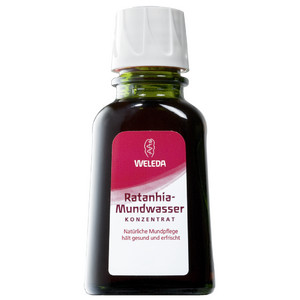 WELEDA
Ratanhia-
Mundwasser
KONZENTRAT
Natürliche Mundpflege
hält gesund und erfrischt